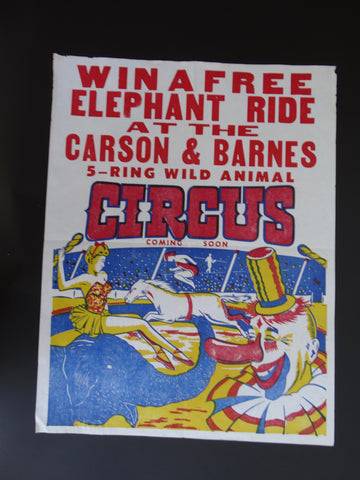 WIN A FREE
ELEPHANT RIDE
AT THE
CARSON & BARNES
5-RING WILD ANIMAL
CIRCUS
COMING SOON